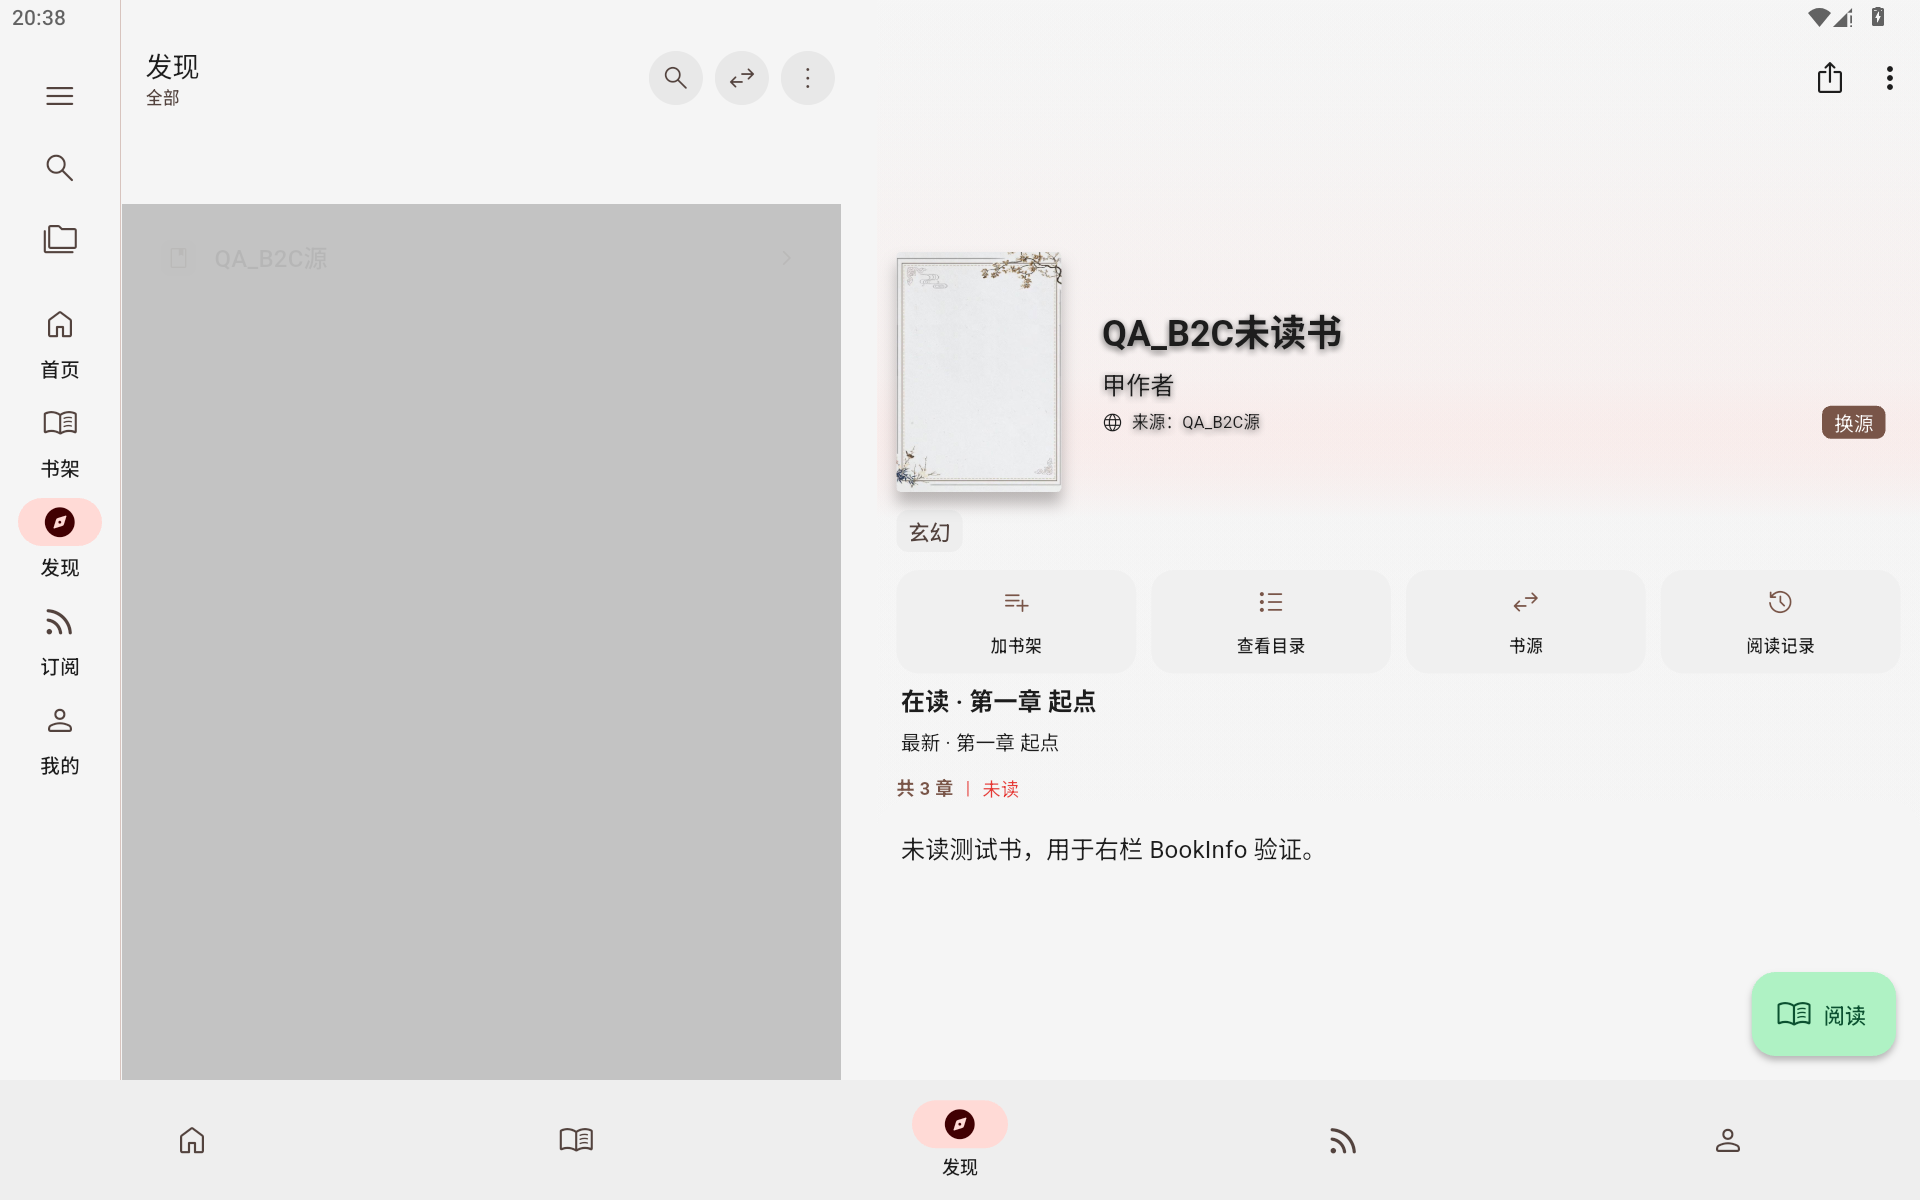 20:38
发现
全部
首页
书架
发现
订阅
我的
QA_B2C源
QA_B2C未读书
甲作者
来源：QA_B2C源
换源
玄幻
加书架
查看目录
书源
阅读记录
在读 · 第一章 起点
最新 · 第一章 起点
共 3 章 | 未读
未读测试书，用于右栏 BookInfo 验证。
阅读
发现